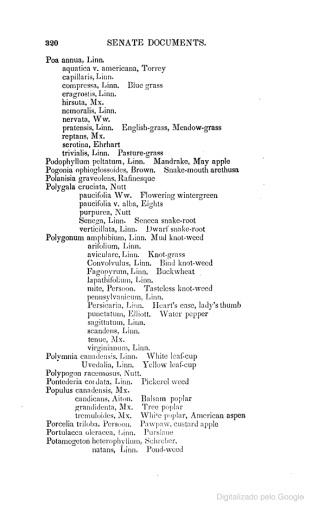 320 SENATE DOCUMENTS.
Poa annua, Linn.
aquatica v. americana, Torrey
capillaris, Linn.
compressa, Linn. Blue grass
eragrostis, Linn.
hirsuta, Mx.
nemoralis, Linn.
nervata, Ww.
pratensis, Linn. English-grass, Meadow-grass
reptans, Mx.
serotina, Ehrhart
trivialis, Linn. Pasture-grass
Podophyllum peltatum, Linn. Mandrake, May apple
Pogonia ophioglossoides, Brown. Snake-mouth arethusa
Polanisia graveolens, Rafinesque
Polygala cruciata, Nutt
paucifolia Ww. Flowering wintergreen
paucifolia v. alba, Eights
purpurea, Nutt
Senega, Linn. Seneca snake-root
verticillata, Linn. Dwarf snake-root
Polygonum amphibium, Linn. Mud knot-weed
arifolium, Linn.
aviculare, Linn. Knot-grass
Convolvulus, Linn. Bind knot-weed
Fagopyrum, Linn. Buckwheat
lapathifolium, Linn.
mite, Persoon. Tasteless knot-weed
pennsylvanicum, Linn.
Persicaria, Linn. Heart's ease, lady's thumb
punctatum, Elliott. Water pepper
sagittatum, Linn.
scandens, Linn.
tenue, Mx.
virginianum, Linn.
Polymnia canadensis, Linn. White leaf-cup
Uvedalia, Linn. Yellow leaf-cup
Polypogon racemosus, Nutt.
Pontederia cordata, Linn. Pickerel weed
Populus canadensis, Mx.
candicans, Aiton. Balsam poplar
grandidenta, Mx. Tree poplar
tremuloides, Mx. White poplar, American aspen
Porcelia triloba, Persoon. Pawpaw, custard apple
Portulacca oleracea, Linn. Purslane
Potamogeton heterophyllum, Schreber.
natans, Linn. Pond-weed
Digitalizado pelo Google